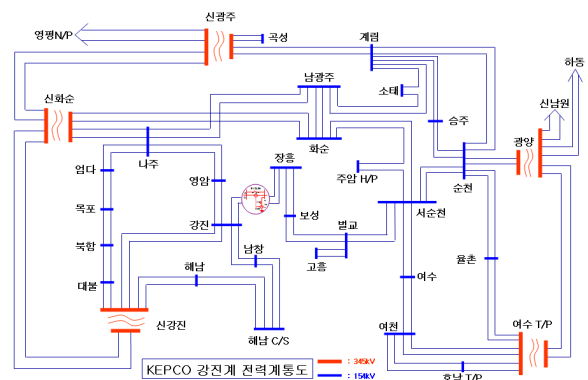 신광주
영평N/P
곡성
계림
하동
신남원
남광주
소태
신화순
승주
광양
화순
나주
장흥
주암 H/P
순천
엄다
영암
목포
보성
서순천
강진
벌교
북항
남창
고흥
율촌
해남
여수
대불
신강진
여천
여수 T/P
해남 C/S
KEPCO 강진계 전력계통도
: 345kV
: 154kV
호남 T/P